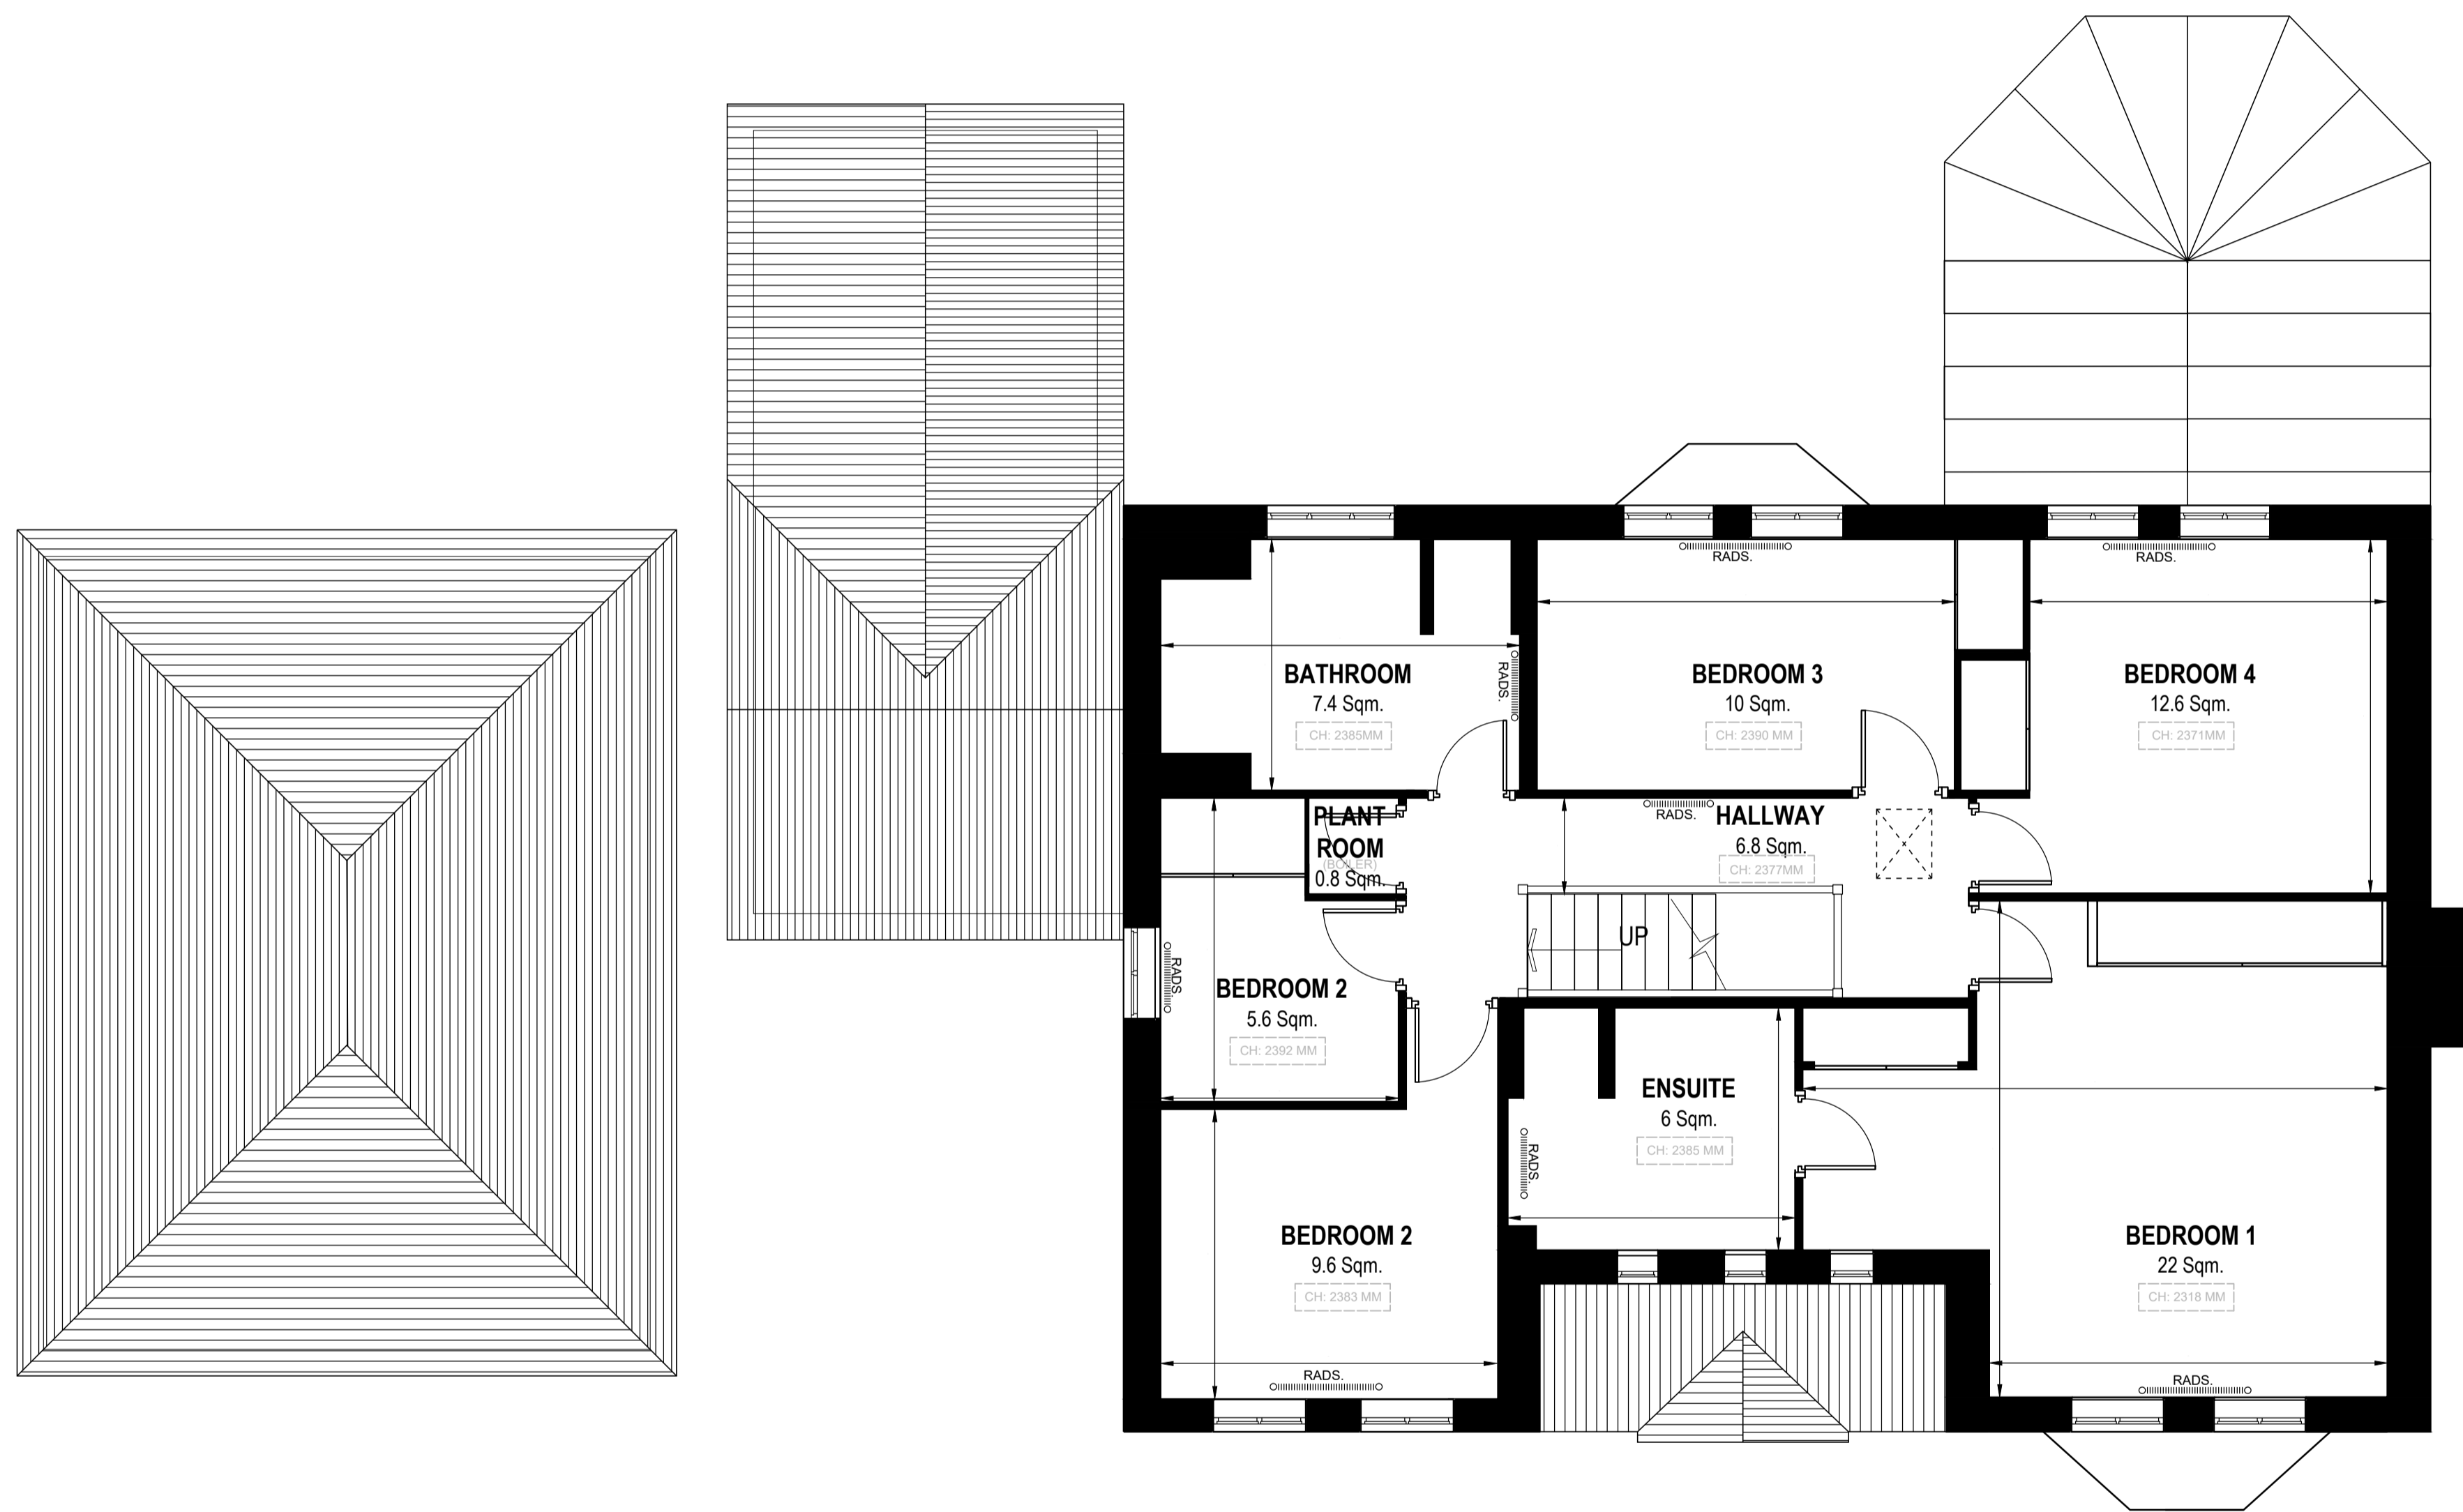 RADS.
RADS.
BATHROOM
7.4 Sqm.
CH: 2385MM
RADS.
BEDROOM 3
10 Sqm.
CH: 2390 MM
BEDROOM 4
12.6 Sqm.
CH: 2371MM
PLANT
ROOM
(BOILER)
0.8 Sqm.
RADS.
HALLWAY
6.8 Sqm.
CH: 2377MM
UP
RADS.
BEDROOM 2
5.6 Sqm.
CH: 2392 MM
ENSUITE
6 Sqm.
CH: 2385 MM
RADS.
BEDROOM 2
9.6 Sqm.
CH: 2383 MM
RADS.
BEDROOM 1
22 Sqm.
CH: 2318 MM
RADS.